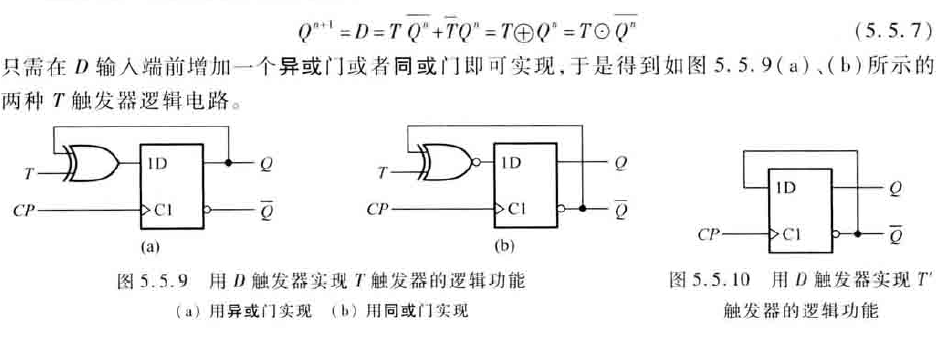 Qⁿ⁺¹ = D = T \overline{Qⁿ} + \overline{T}Qⁿ = T⊕Qⁿ = T⊙\overline{Qⁿ} (5.5.7)
只需在 D 输入端前增加一个异或门或者同或门即可实现,于是得到如图 5.5.9(a)、(b)所示的
两种 T 触发器逻辑电路。
T 1D Q
CP C1 \overline{Q}
(a)
T 1D Q
CP C1 \overline{Q}
(b)
图 5.5.9 用 D 触发器实现 T 触发器的逻辑功能
(a) 用异或门实现 (b) 用同或门实现
1D Q
CP C1 \overline{Q}
图 5.5.10 用 D 触发器实现 T′
触发器的逻辑功能